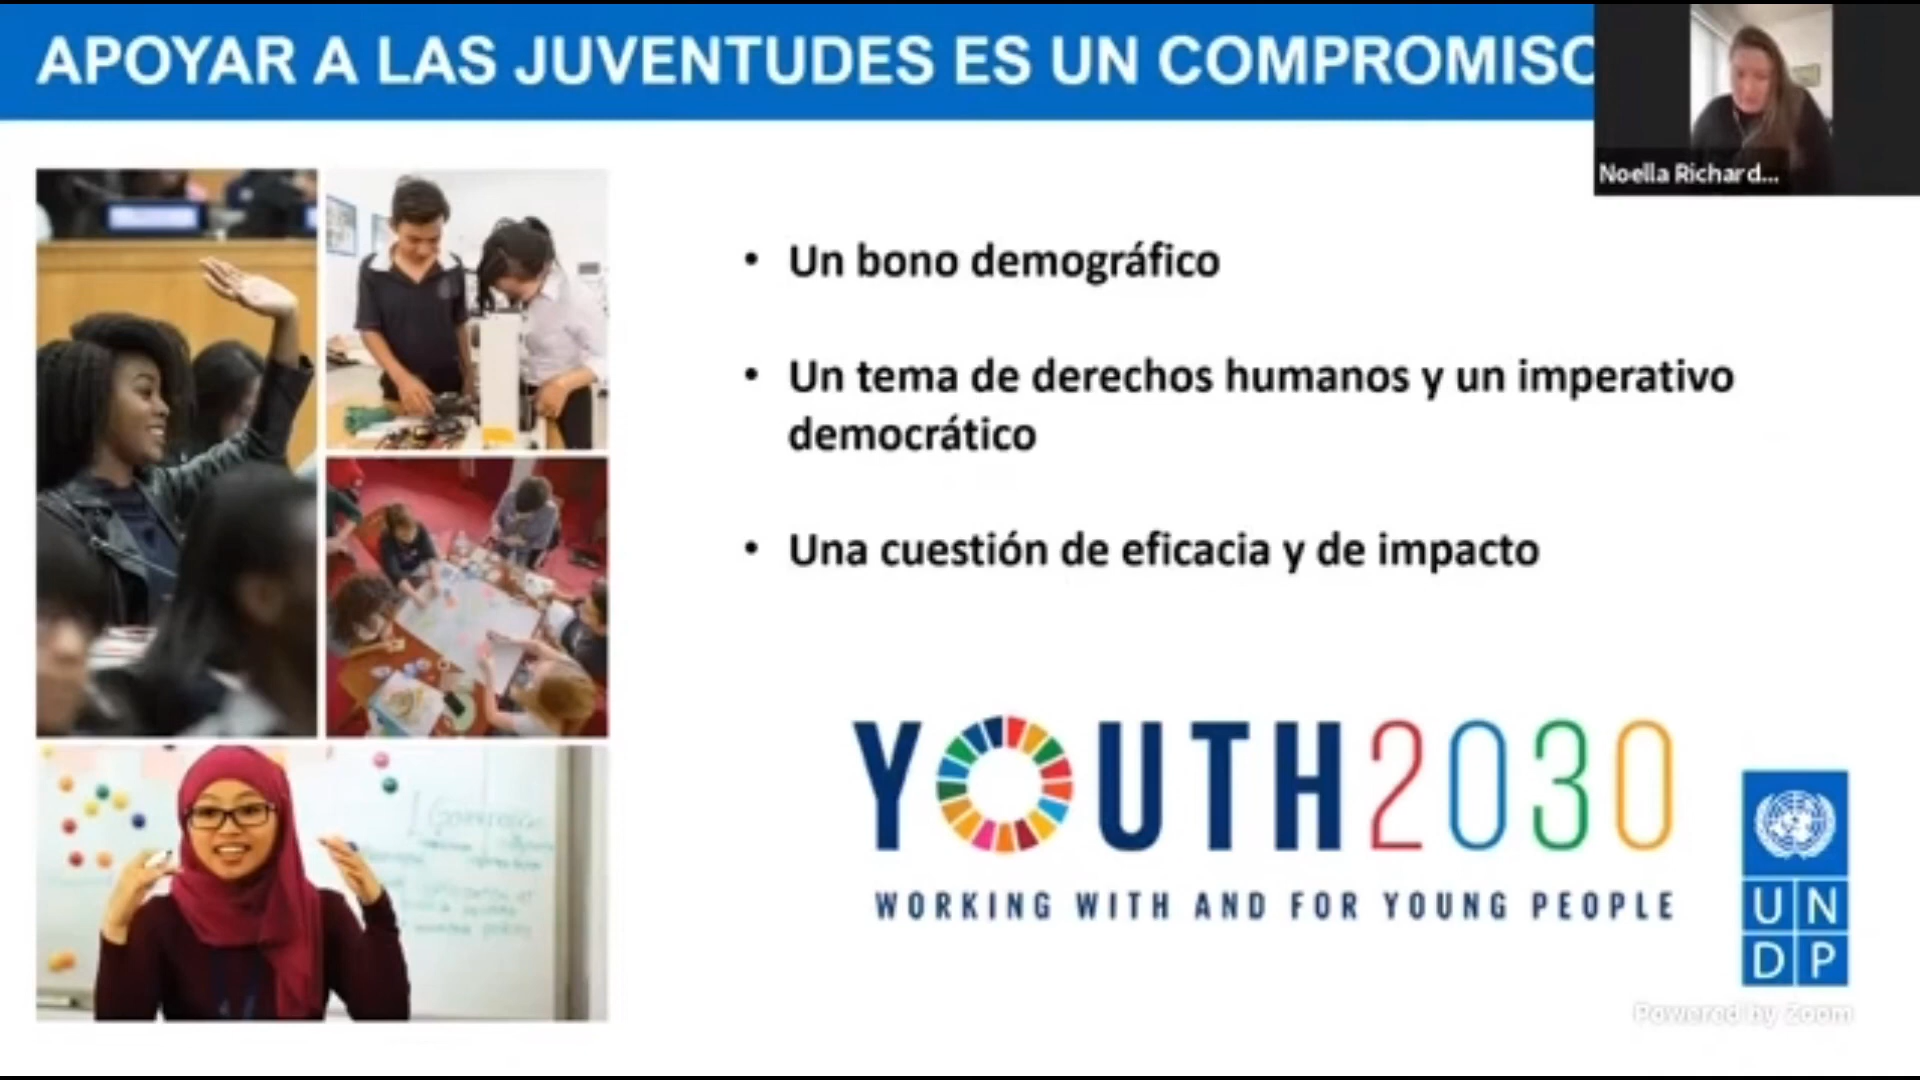 APOYAR A LAS JUVENTUDES ES UN COMPROMISO
Noella Richard...
• Un bono demográfico
• Un tema de derechos humanos y un imperativo
democrático
• Una cuestión de eficacia y de impacto
YOUTH2030
WORKING WITH AND FOR YOUNG PEOPLE
UN
DP
Powered by Zoom